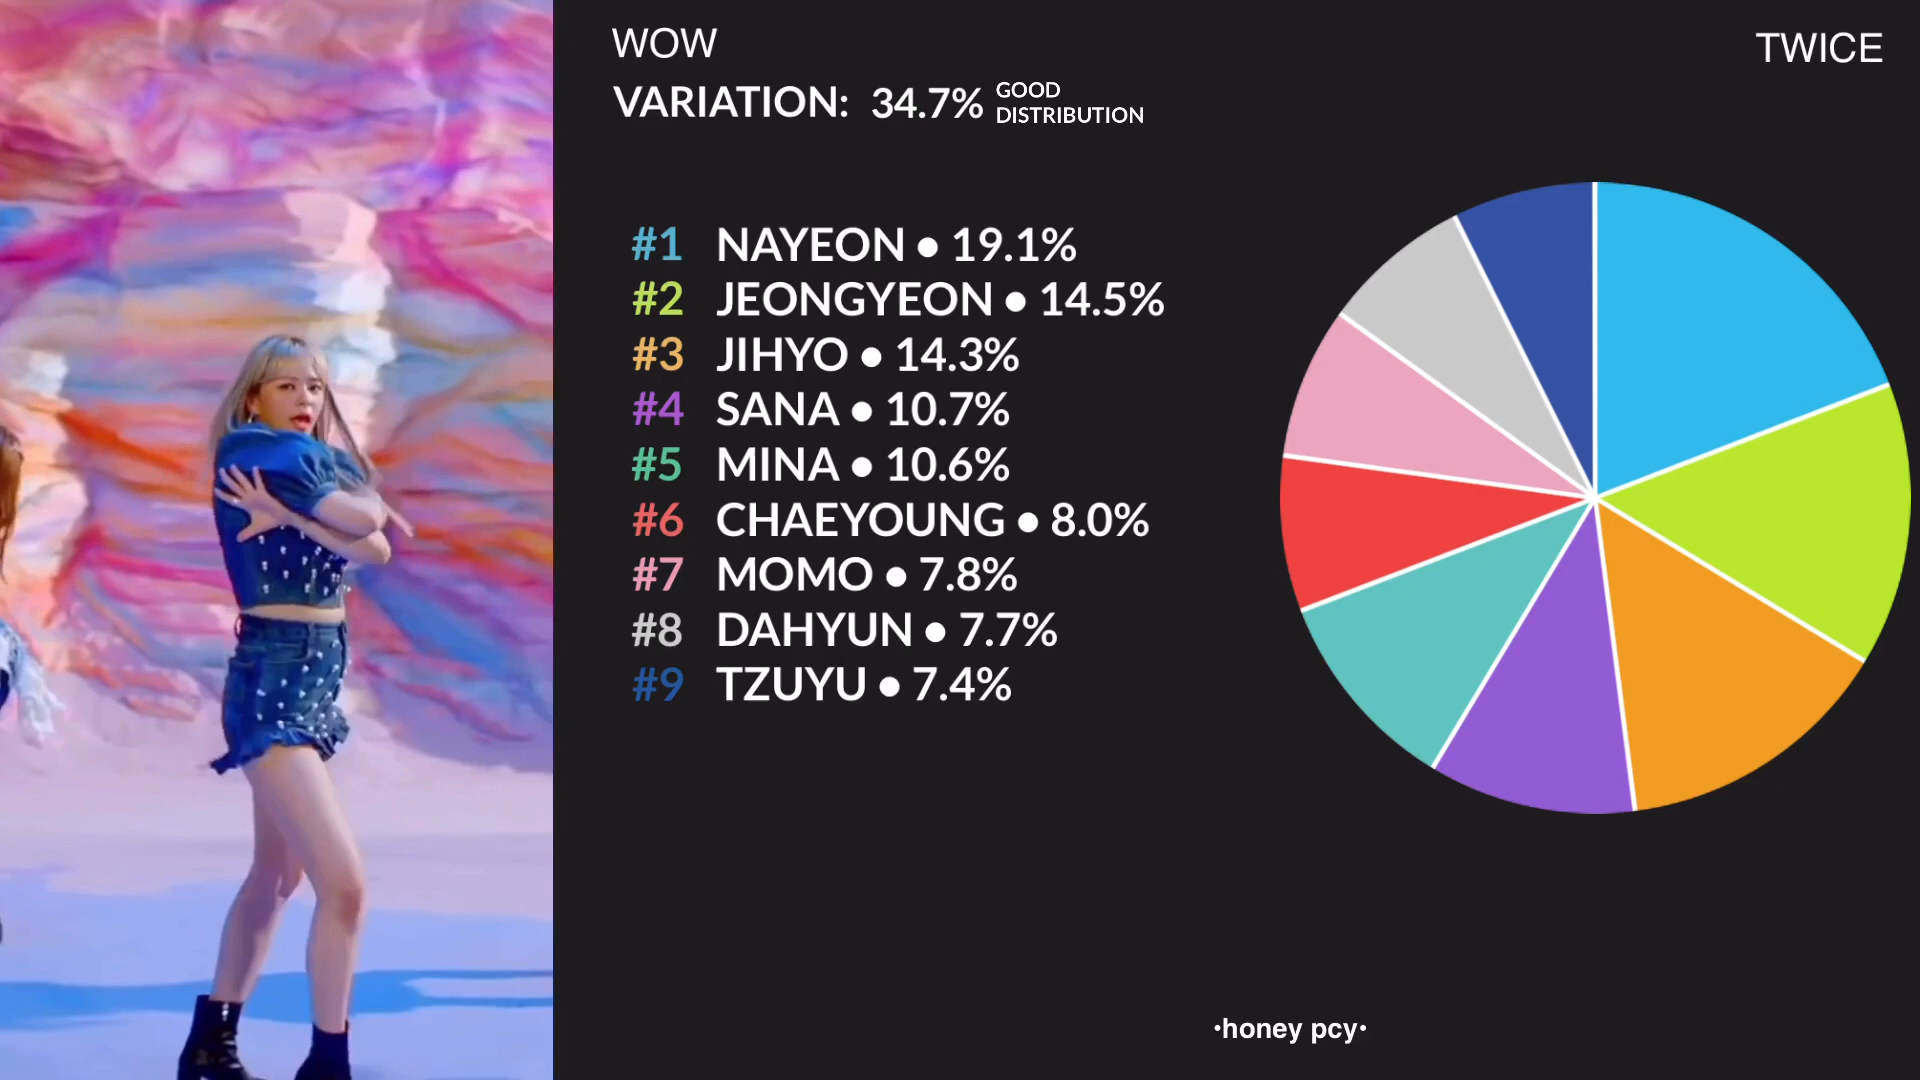 WOW
TWICE
VARIATION: 34.7% GOOD DISTRIBUTION
#1 NAYEON • 19.1%
#2 JEONGYEON • 14.5%
#3 JIHYO • 14.3%
#4 SANA • 10.7%
#5 MINA • 10.6%
#6 CHAEYOUNG • 8.0%
#7 MOMO • 7.8%
#8 DAHYUN • 7.7%
#9 TZUYU • 7.4%
•honey pcy•